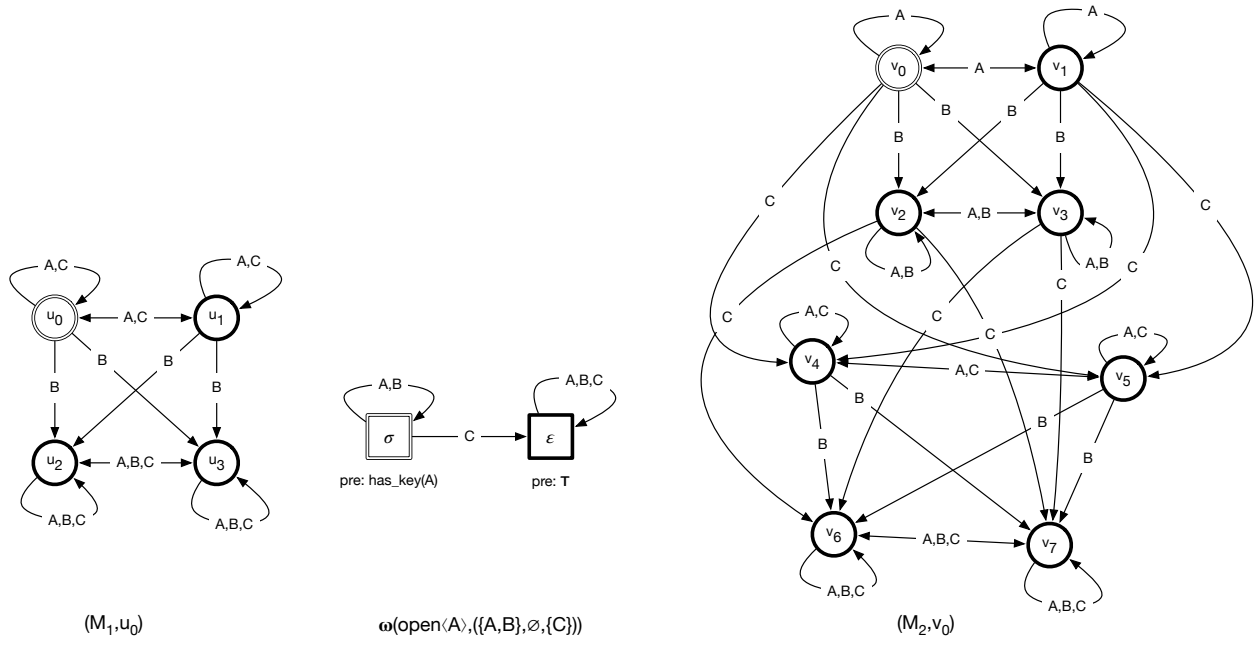 A
A
v0
A
v1
B
B
B
B
C
C
v2
A,B
v3
A,B
A,B
C
C
C
C
C
C
C
A,C
A,C
u0
A,C
u1
B
B
B
B
u2
A,B,C
u3
A,B,C
A,B,C
A,B
A,B,C
σ
C
ε
pre: has_key(A)
pre: T
A,C
A,C
v4
A,C
v5
B
B
B
B
v6
A,B,C
v7
A,B,C
A,B,C
(M1,u0)
ω(open⟨A⟩,({A,B},∅,{C}))
(M2,v0)